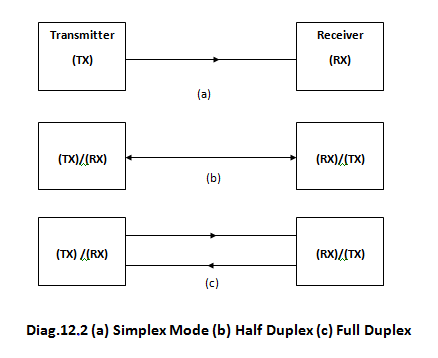 Transmitter
(TX)
Receiver
(RX)
(a)
(TX)/(RX)
(RX)/(TX)
(b)
(TX) /(RX)
(RX)/(TX)
(c)
Diag.12.2 (a) Simplex Mode (b) Half Duplex (c) Full Duplex